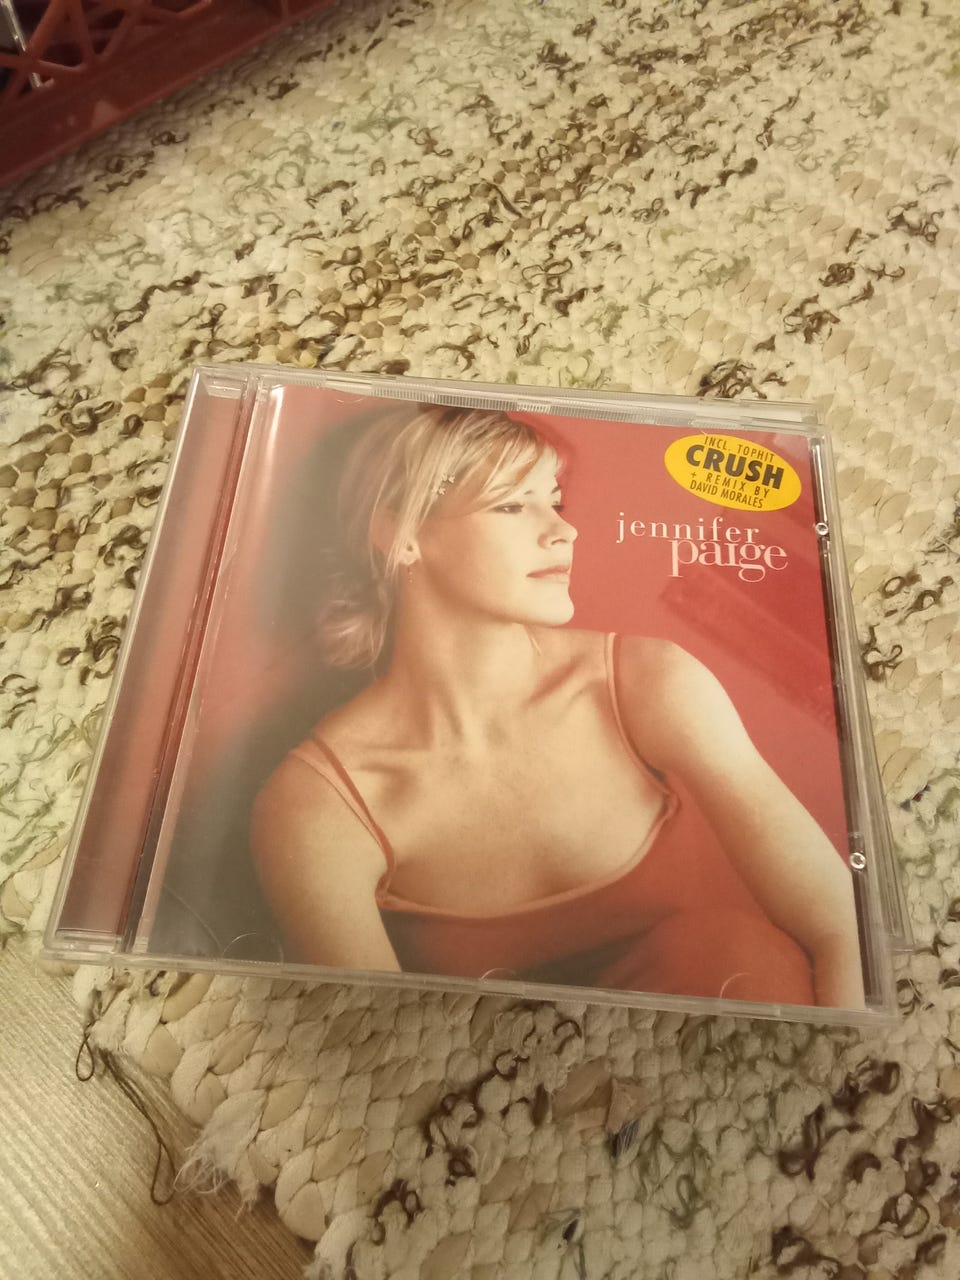 INCL. TOPHIT
CRUSH
+ REMIX BY
DAVID MORALES
jennifer
paige